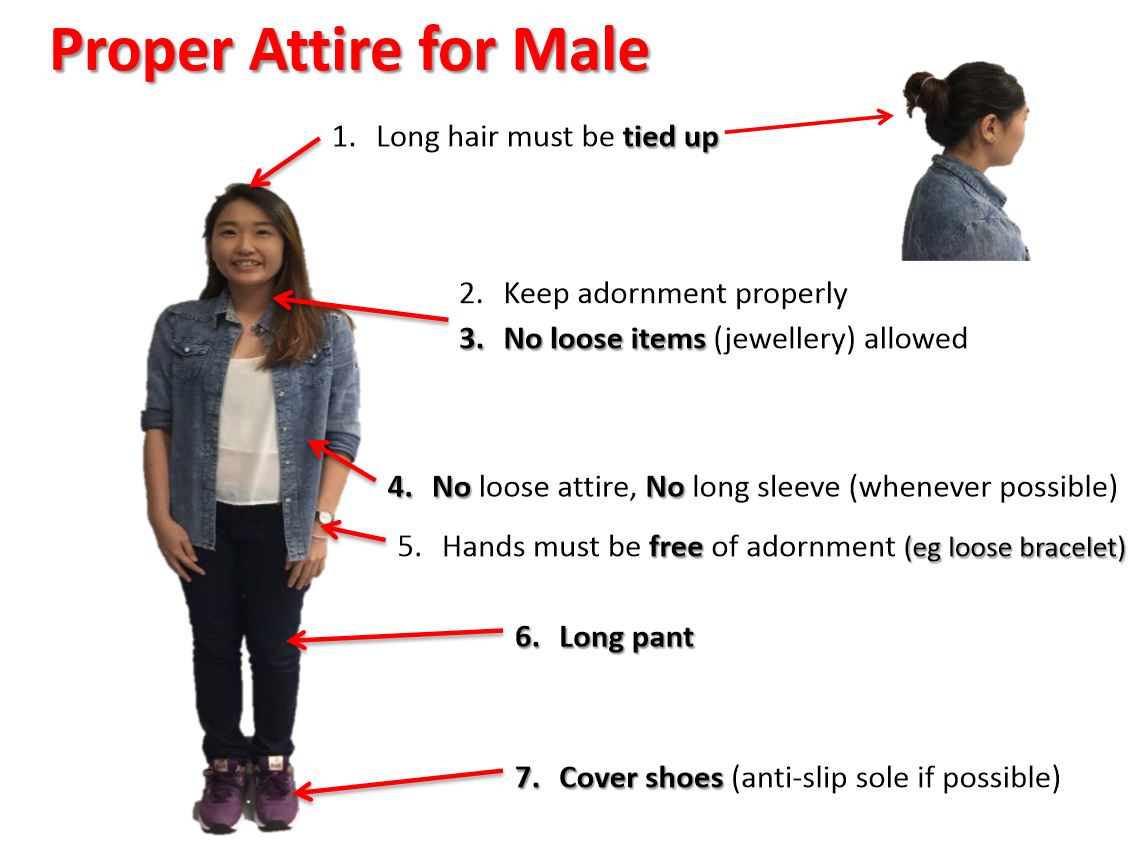 Proper Attire for Male
1. Long hair must be tied up
2. Keep adornment properly
3. No loose items (jewellery) allowed
4. No loose attire, No long sleeve (whenever possible)
5. Hands must be free of adornment (eg loose bracelet)
6. Long pant
7. Cover shoes (anti-slip sole if possible)